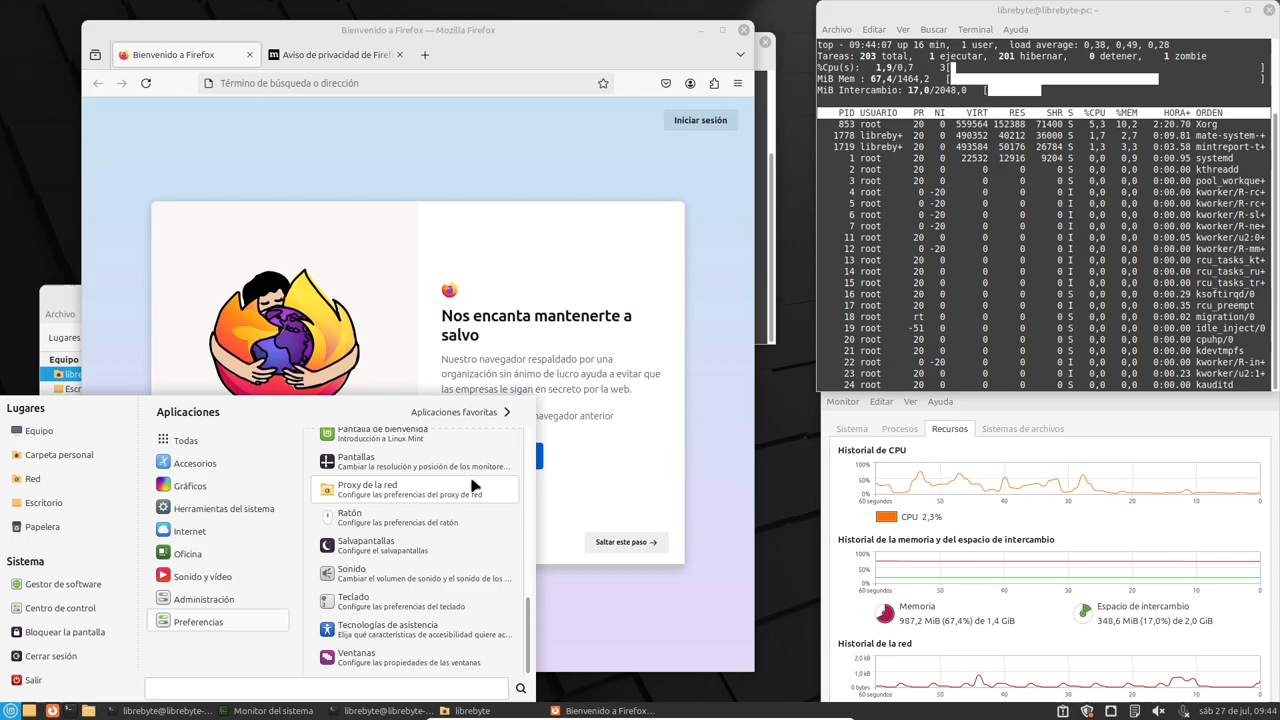 Bienvenido a Firefox — Mozilla Firefox
Bienvenido a Firefox
Aviso de privacidad de Firef
Término de búsqueda o dirección
Iniciar sesión
Nos encanta mantenerte a
salvo
Nuestro navegador respaldado por una
organización sin ánimo de lucro ayuda a evitar que
las empresas le sigan en secreto por la web.
navegador anterior
Saltar este paso →
Archivo
Lugares
Equipo
libre
Escri
librebyte@librebyte-pc: ~
Archivo Editar Ver Buscar Terminal Ayuda
top - 09:44:07 up 16 min, 1 user, load average: 0,38, 0,49, 0,28
Tareas: 203 total, 1 ejecutar, 201 hibernar, 0 detener, 1 zombie
%Cpu(s): 1,9/0,7 3[ ]
MiB Mem : 67,4/1464,2 [ ]
MiB Intercambio: 17,0/2048,0 [ ]
PID USUARIO PR NI VIRT RES SHR S %CPU %MEM HORA+ ORDEN
853 root 20 0 559564 152388 71400 S 5,3 10,2 2:20.70 Xorg
1778 libreby+ 20 0 490352 40212 36000 S 1,7 2,7 0:09.81 mate-system-+
1719 libreby+ 20 0 493584 50176 26784 S 1,3 3,3 0:03.58 mintreport-t+
1 root 20 0 22532 12916 9204 S 0,0 0,9 0:00.95 systemd
2 root 20 0 0 0 0 S 0,0 0,0 0:00.00 kthreadd
3 root 20 0 0 0 0 S 0,0 0,0 0:00.00 pool_workque+
4 root 0 -20 0 0 0 I 0,0 0,0 0:00.00 kworker/R-rc+
5 root 0 -20 0 0 0 I 0,0 0,0 0:00.00 kworker/R-rc+
6 root 0 -20 0 0 0 I 0,0 0,0 0:00.00 kworker/R-sl+
7 root 0 -20 0 0 0 I 0,0 0,0 0:00.00 kworker/R-ne+
11 root 20 0 0 0 0 I 0,0 0,0 0:00.05 kworker/u2:0+
12 root 0 -20 0 0 0 I 0,0 0,0 0:00.00 kworker/R-mm+
13 root 20 0 0 0 0 I 0,0 0,0 0:00.00 rcu_tasks_kt+
14 root 20 0 0 0 0 I 0,0 0,0 0:00.00 rcu_tasks_ru+
15 root 20 0 0 0 0 I 0,0 0,0 0:00.00 rcu_tasks_tr+
16 root 20 0 0 0 0 S 0,0 0,0 0:00.29 ksoftirqd/0
17 root 20 0 0 0 0 I 0,0 0,0 0:00.35 rcu_preempt
18 root rt 0 0 0 0 S 0,0 0,0 0:00.02 migration/0
19 root -51 0 0 0 0 S 0,0 0,0 0:00.00 idle_inject/0
20 root 20 0 0 0 0 S 0,0 0,0 0:00.00 cpuhp/0
21 root 20 0 0 0 0 S 0,0 0,0 0:00.00 kdevtmpfs
22 root 0 -20 0 0 0 I 0,0 0,0 0:00.00 kworker/R-in+
23 root 20 0 0 0 0 I 0,0 0,0 0:00.23 kworker/u2:1+
24 root 20 0 0 0 0 S 0,0 0,0 0:00.00 kauditd
Monitor Editar Ver Ayuda
Sistema Procesos Recursos Sistemas de archivos
Historial de CPU
100%
50%
0%
60 segundos 50 40 30 20 10 0
CPU 2,3%
Historial de la memoria y del espacio de intercambio
100%
50%
0%
60 segundos 50 40 30 20 10 0
Memoria
987,2 MiB (67,4%) de 1,4 GiB
Espacio de intercambio
348,6 MiB (17,0%) de 2,0 GiB
Historial de la red
2,0 kB
1,0 kB
0 bytes
60 segundos 50 40 30 20 10 0
Lugares
Equipo
Carpeta personal
Red
Escritorio
Papelera
Sistema
Gestor de software
Centro de control
Bloquear la pantalla
Cerrar sesión
Salir
Aplicaciones
Aplicaciones favoritas
Todas
Accesorios
Gráficos
Herramientas del sistema
Internet
Oficina
Sonido y vídeo
Administración
Preferencias
Pantalla de bienvenida
Introducción a Linux Mint
Pantallas
Cambiar la resolución y posición de los monitore...
Proxy de la red
Configure las preferencias del proxy de red
Ratón
Configure las preferencias del ratón
Salvapantallas
Configure el salvapantallas
Sonido
Cambiar el volumen de sonido y el sonido de los ...
Teclado
Configure las preferencias del teclado
Tecnologías de asistencia
Elija qué características de accesibilidad quiere ac...
Ventanas
Configure las propiedades de las ventanas
librebyte@librebyte-...
Monitor del sistema
librebyte@librebyte-...
librebyte
Bienvenido a Firefox...
sáb 27 de jul, 09:44